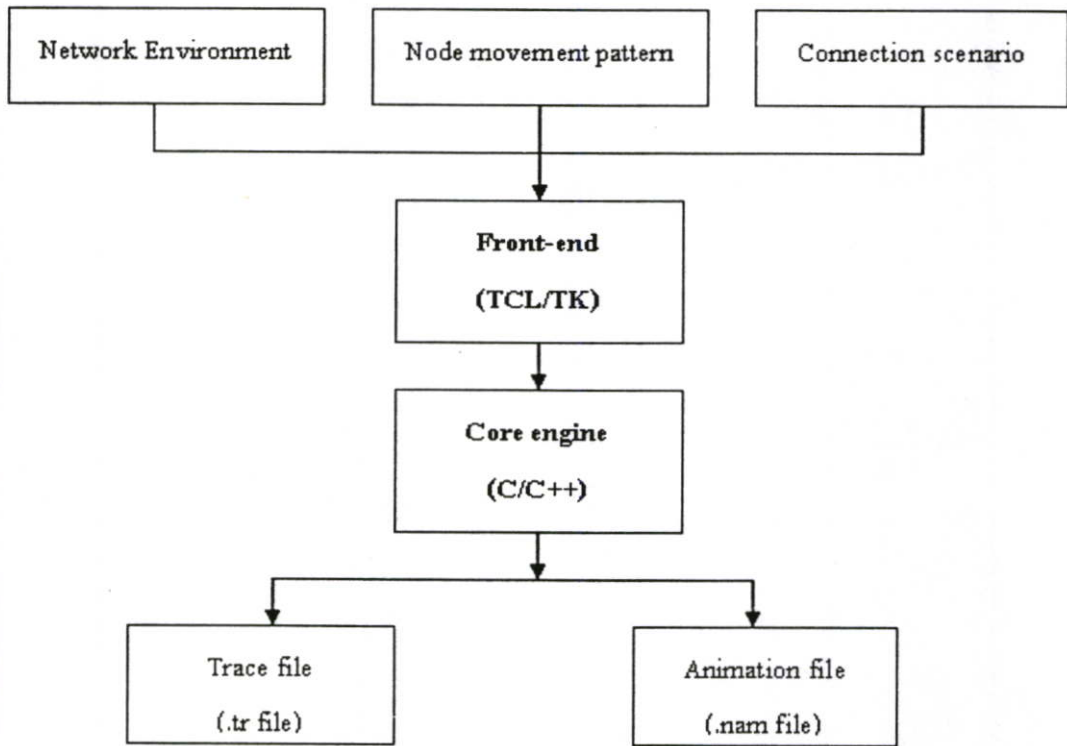 Network Environment
Node movement pattern
Connection scenario
Front-end
(TCL/TK)
Core engine
(C/C++)
Trace file
(.tr file)
Animation file
(.nam file)